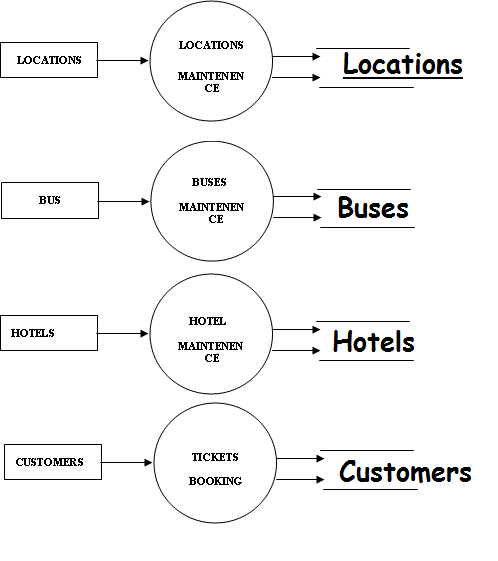 LOCATIONS
LOCATIONS
MAINTENEN
CE
Locations
BUS
BUSES
MAINTENEN
CE
Buses
HOTELS
HOTEL
MAINTENEN
CE
Hotels
CUSTOMERS
TICKETS
BOOKING
Customers